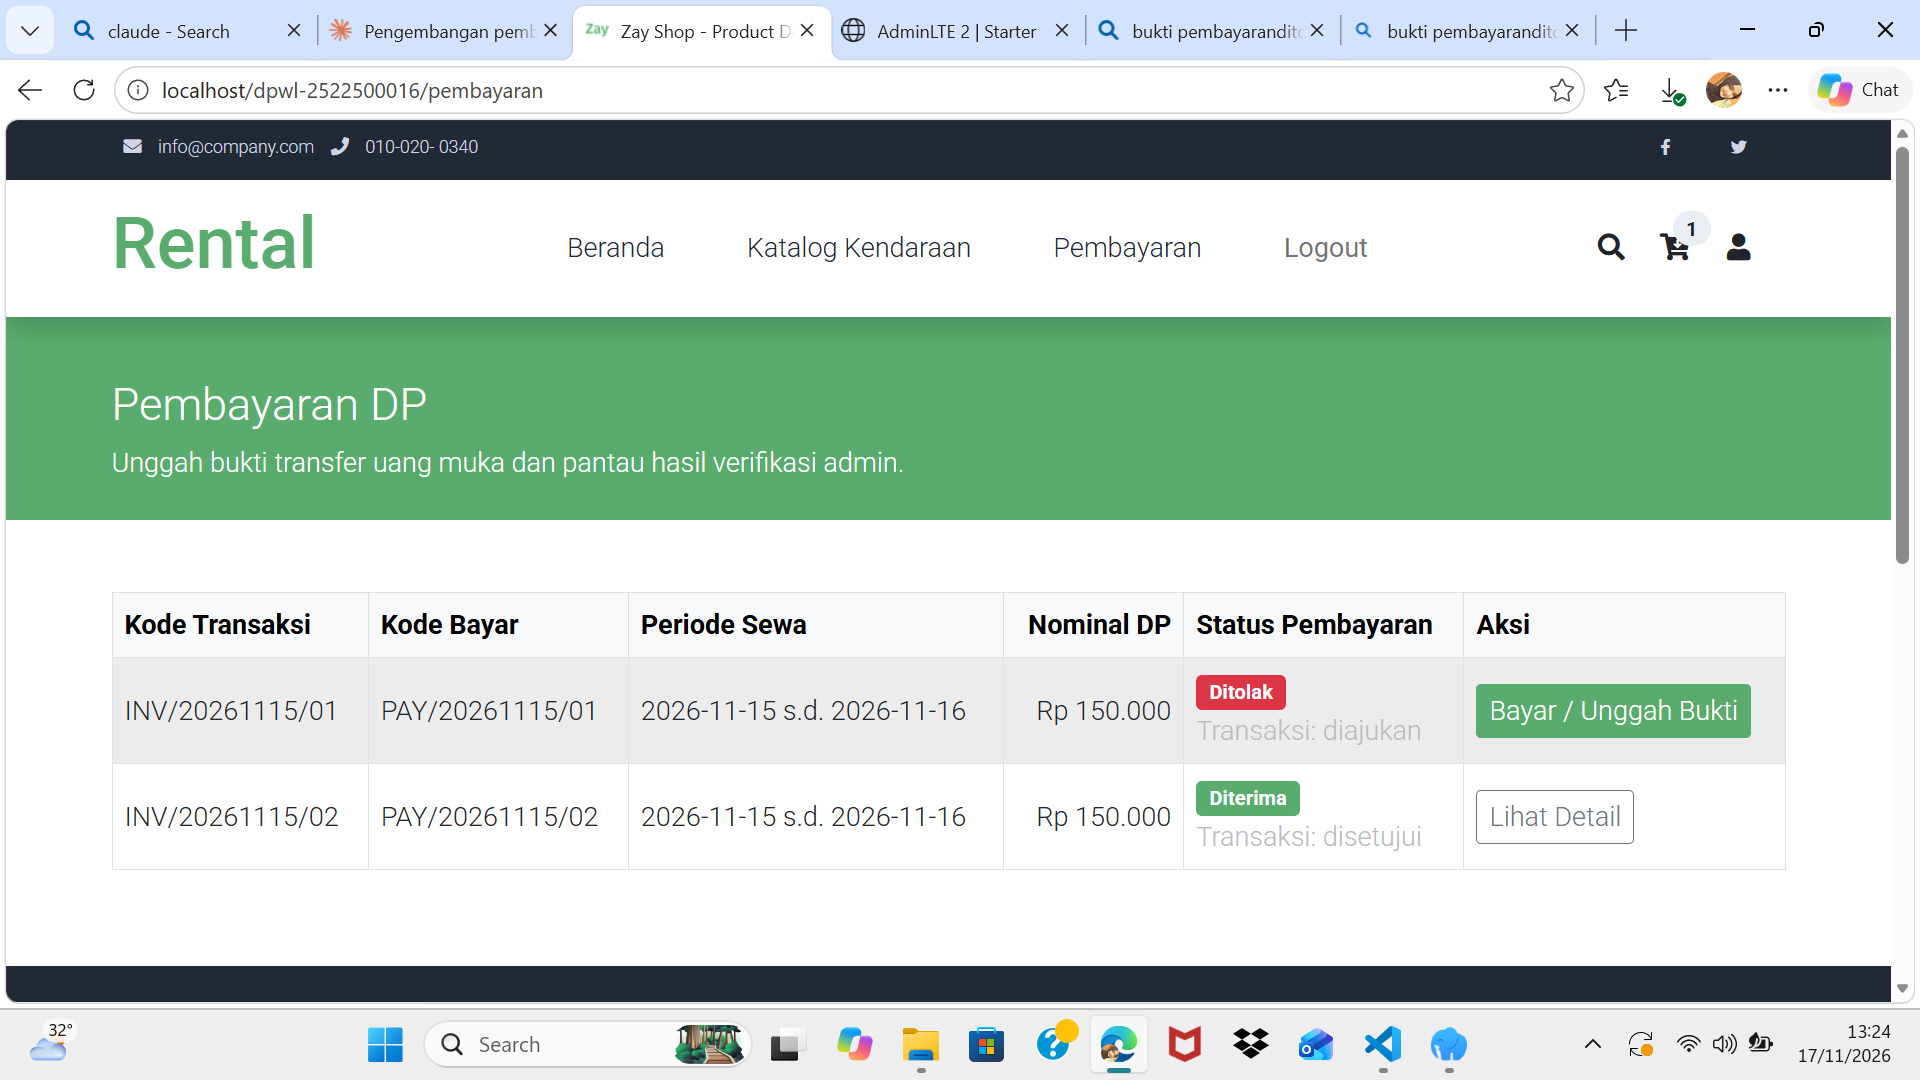 claude - Search
Pengembangan pemb
Zay Zay Shop - Product D
AdminLTE 2 | Starter
bukti pembayarandito
bukti pembayarandito
localhost/dpwl-2522500016/pembayaran
Chat
info@company.com 010-020- 0340
Rental
Beranda Katalog Kendaraan Pembayaran Logout
1
Pembayaran DP
Unggah bukti transfer uang muka dan pantau hasil verifikasi admin.
Kode Transaksi Kode Bayar Periode Sewa Nominal DP Status Pembayaran Aksi
INV/20261115/01 PAY/20261115/01 2026-11-15 s.d. 2026-11-16 Rp 150.000 Ditolak Bayar / Unggah Bukti
Transaksi: diajukan
INV/20261115/02 PAY/20261115/02 2026-11-15 s.d. 2026-11-16 Rp 150.000 Diterima Lihat Detail
Transaksi: disetujui
32°
Search
13:24
17/11/2026